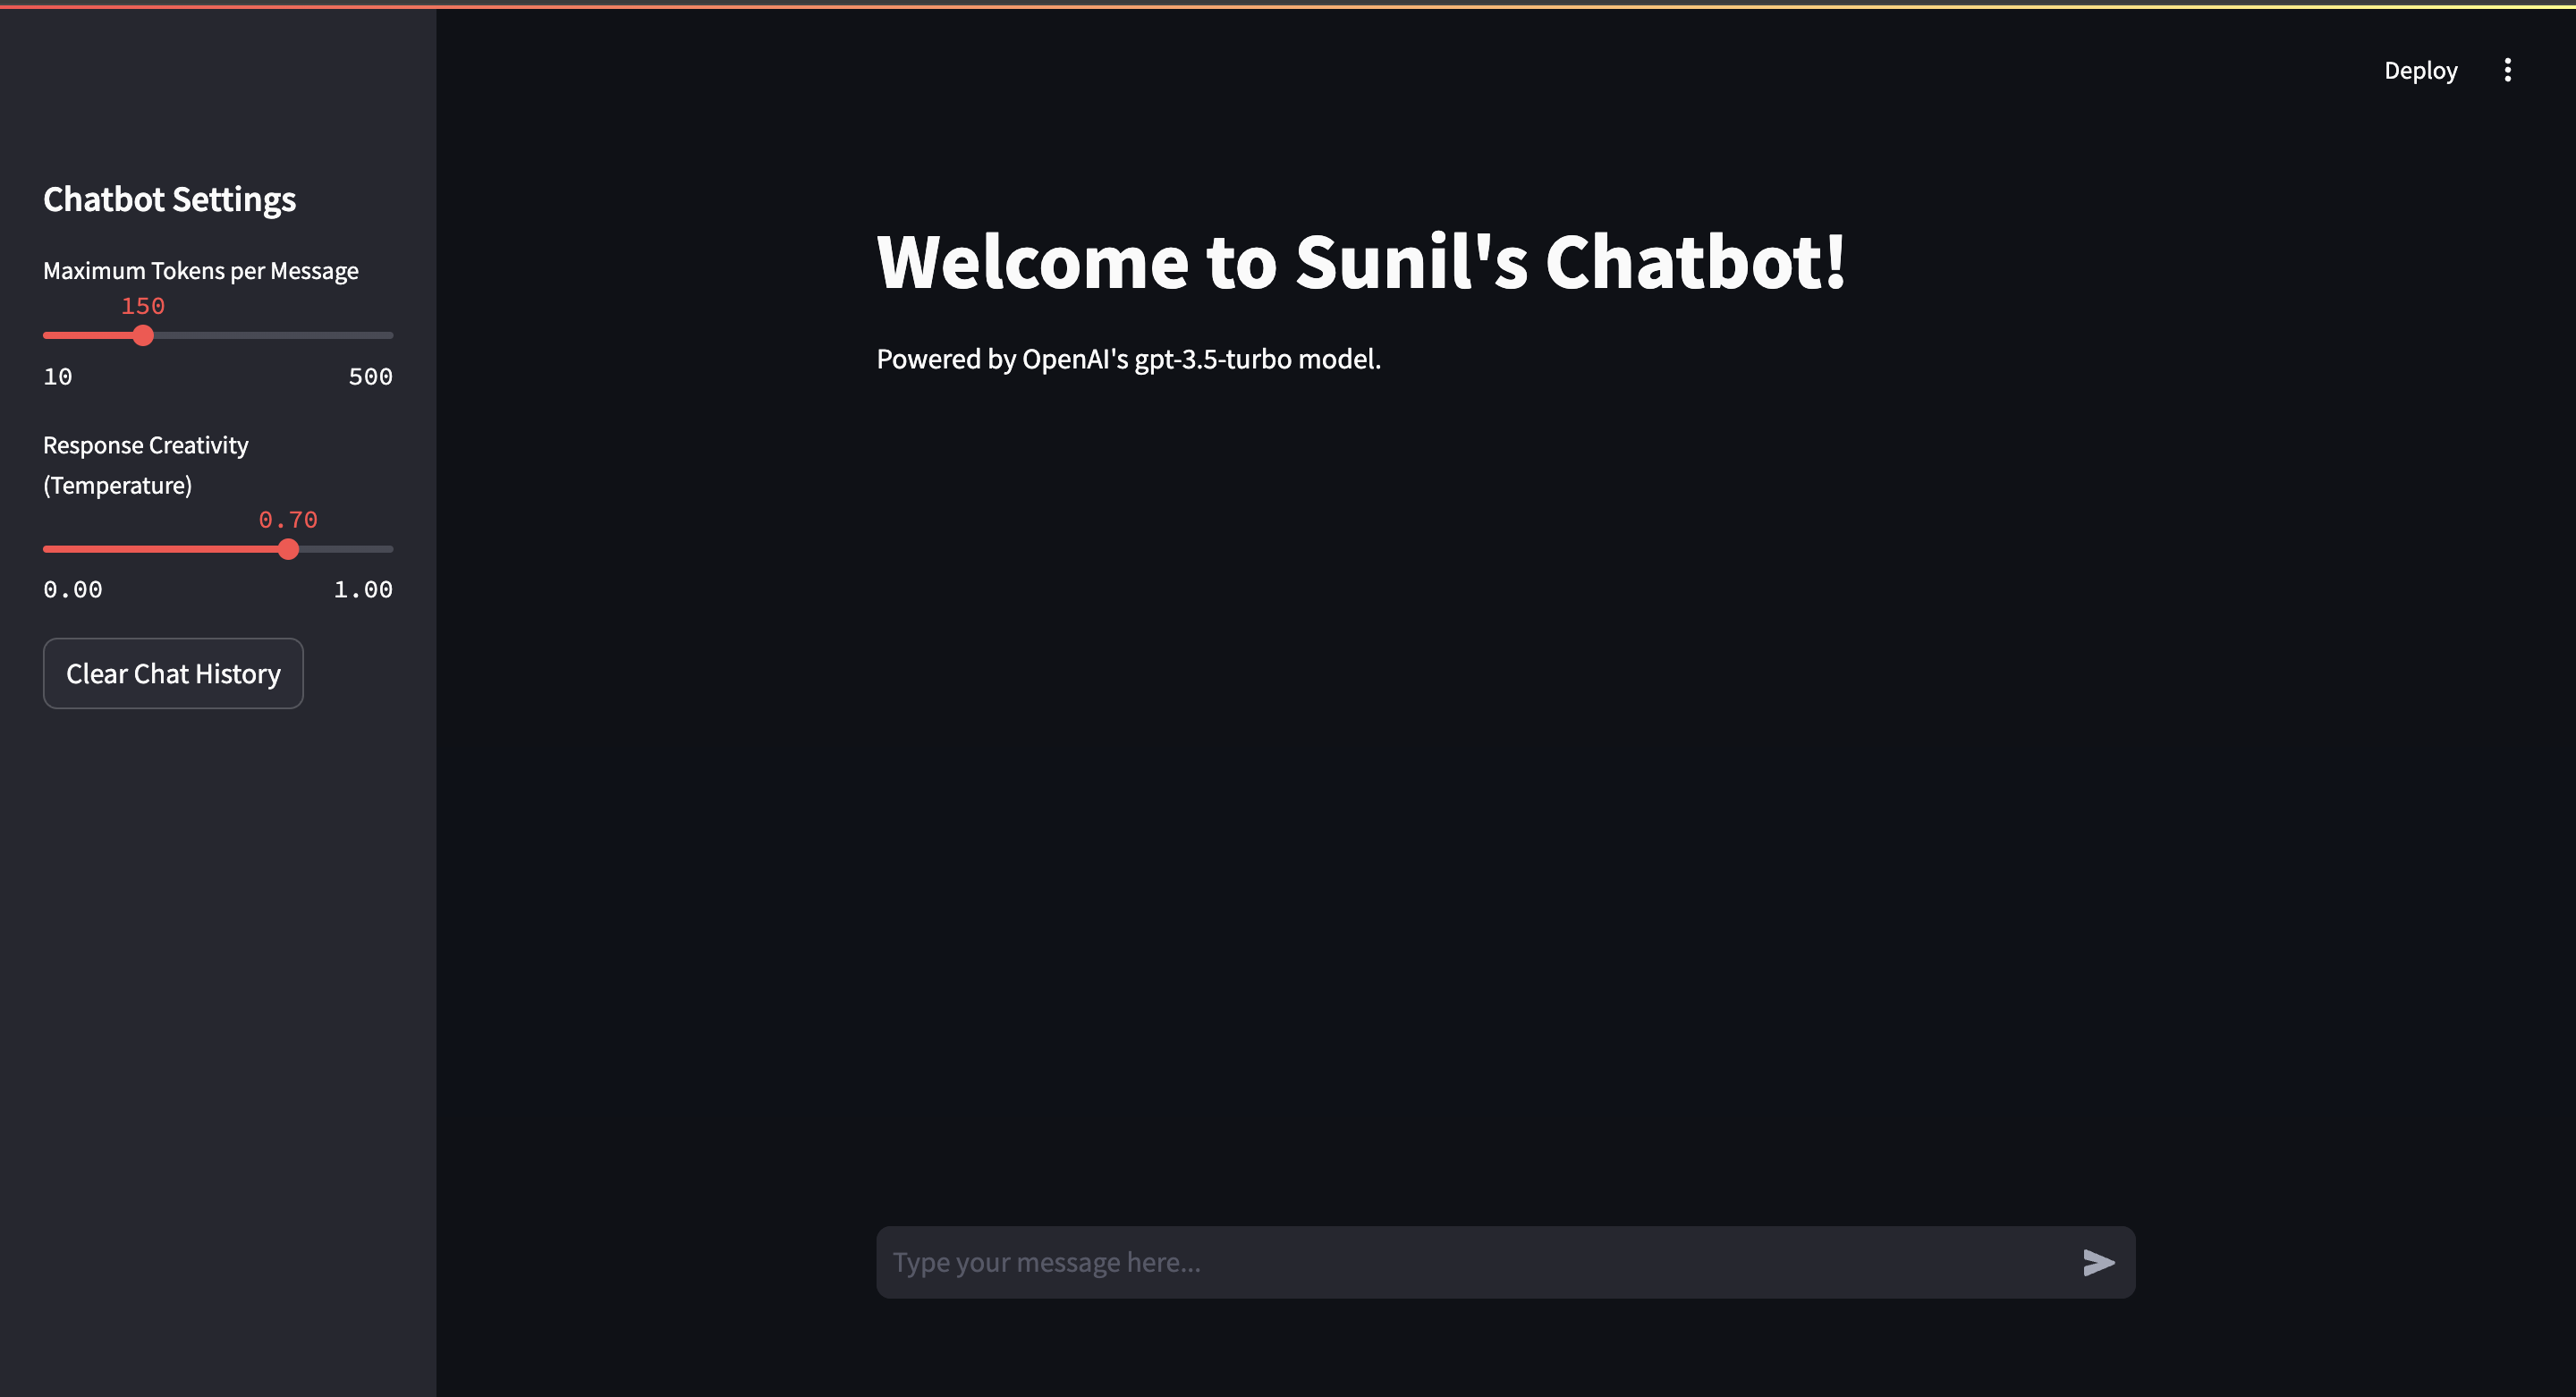 Deploy
Chatbot Settings
Maximum Tokens per Message
150
10 500
Response Creativity
(Temperature)
0.70
0.00 1.00
Clear Chat History
Welcome to Sunil's Chatbot!
Powered by OpenAI's gpt-3.5-turbo model.
Type your message here...